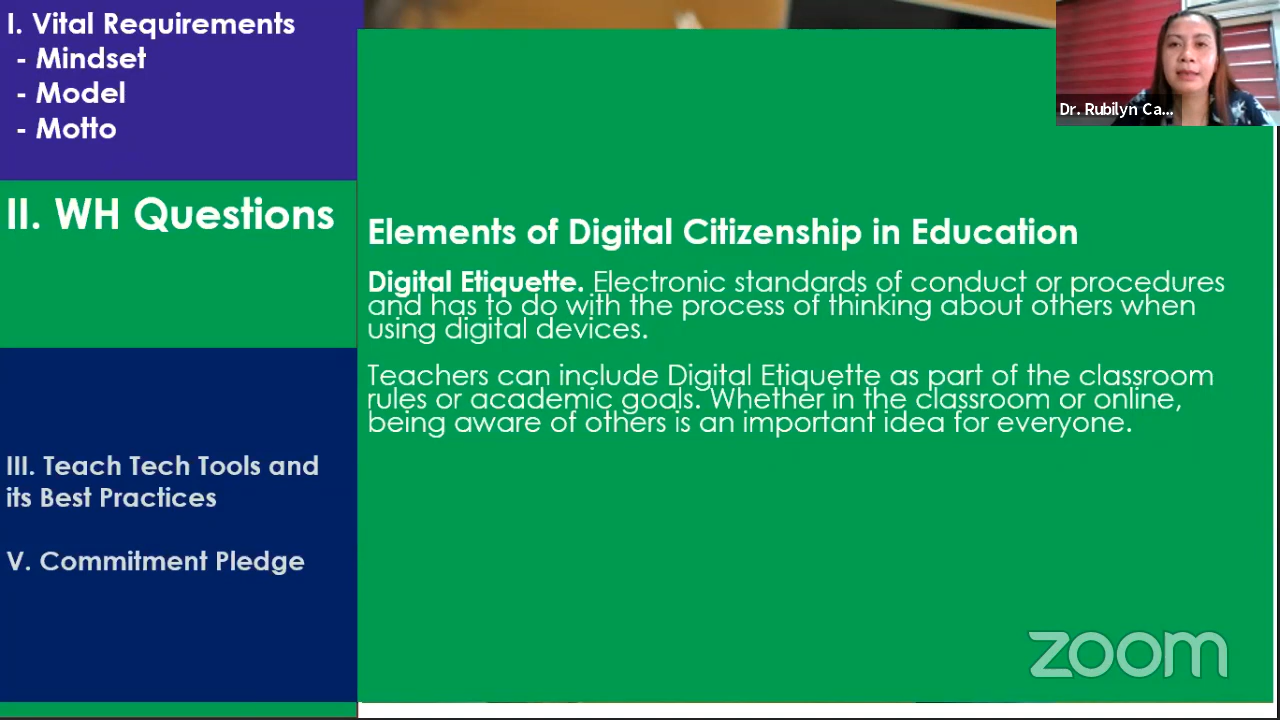 I. Vital Requirements
- Mindset
- Model
- Motto
II. WH Questions
III. Teach Tech Tools and
its Best Practices
V. Commitment Pledge
Elements of Digital Citizenship in Education
Digital Etiquette. Electronic standards of conduct or procedures
and has to do with the process of thinking about others when
using digital devices.
Teachers can include Digital Etiquette as part of the classroom
rules or academic goals. Whether in the classroom or online,
being aware of others is an important idea for everyone.
Dr. Rubilyn Ca...
zoom